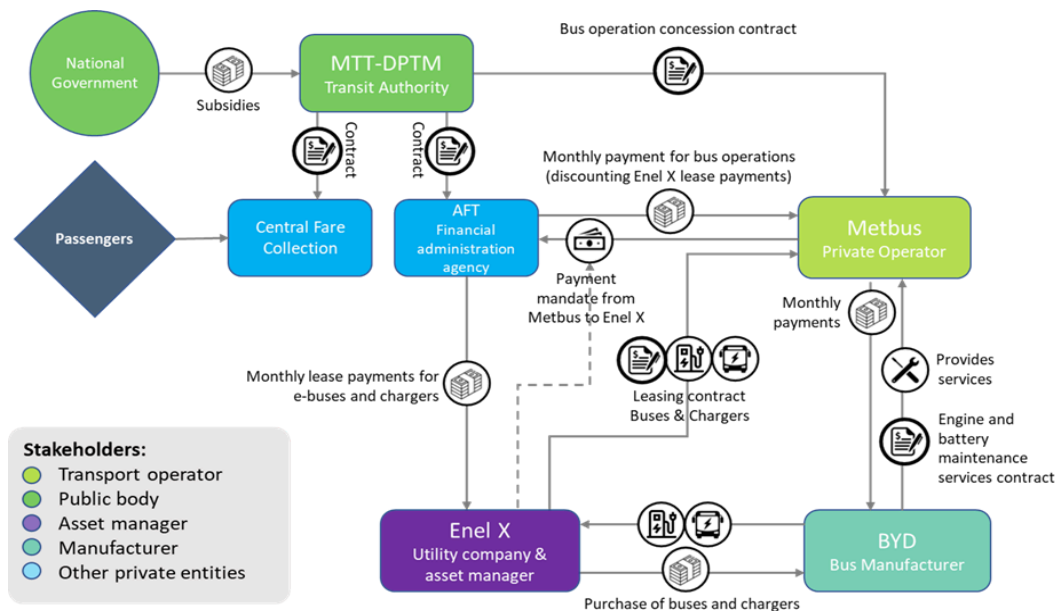 Bus operation concession contract
National
Government
Subsidies
MTT-DPTM
Transit Authority
Contract
Contract
Monthly payment for bus operations
(discounting Enel X lease payments)
Passengers
Central Fare
Collection
AFT
Financial
administration
agency
Metbus
Private Operator
Payment
mandate from
Metbus to Enel X
Monthly
payments
Provides
services
Monthly lease payments for
e-buses and chargers
Leasing contract
Buses & Chargers
Engine and
battery
maintenance
services contract
Stakeholders:
Transport operator
Public body
Asset manager
Manufacturer
Other private entities
Enel X
Utility company &
asset manager
BYD
Bus Manufacturer
Purchase of buses and chargers